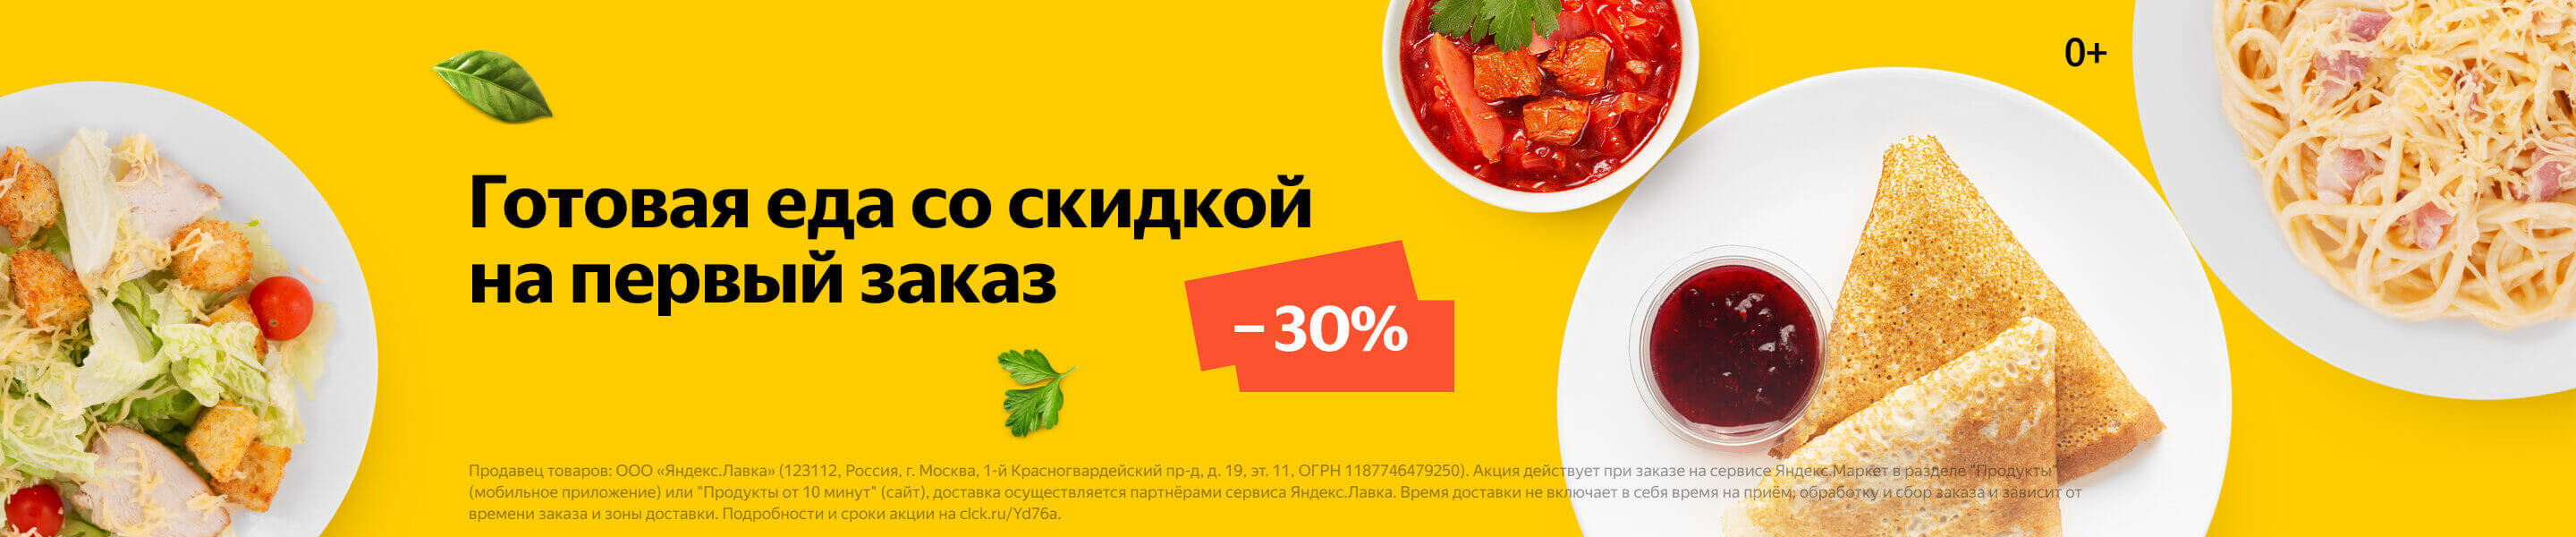 0+
Готовая еда со скидкой
на первый заказ
–30%
Продавец товаров: ООО «Яндекс.Лавка» (123112, Россия, г. Москва, 1-й Красногвардейский пр-д, д. 19, эт. 11, ОГРН 1187746479250). Акция действует при заказе на сервисе Яндекс.Маркет в разделе "Продукты"
(мобильное приложение) или "Продукты от 10 минут" (сайт), доставка осуществляется партнёрами сервиса Яндекс.Лавка. Время доставки не включает в себя время на приём, обработку и сбор заказа и зависит от
времени заказа и зоны доставки. Подробности и сроки акции на clck.ru/Yd76a.